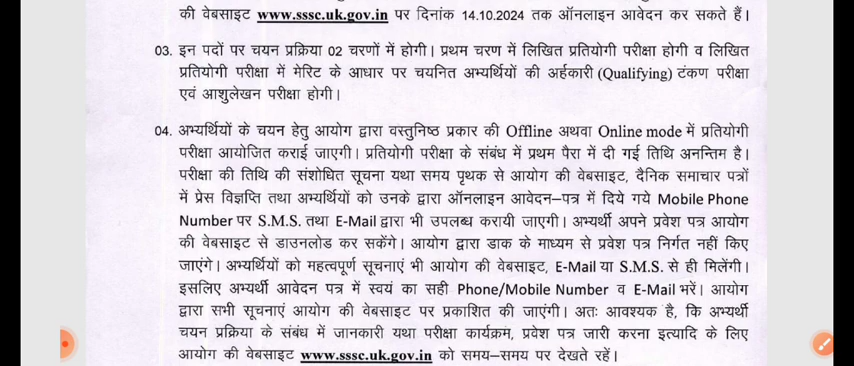 की वेबसाइट www.sssc.uk.gov.in पर दिनांक 14.10.2024 तक ऑनलाइन आवेदन कर सकते हैं।
03. इन पदों पर चयन प्रक्रिया 02 चरणों में होगी। प्रथम चरण में लिखित प्रतियोगी परीक्षा होगी व लिखित
प्रतियोगी परीक्षा में मेरिट के आधार पर चयनित अभ्यर्थियों की अर्हकारी (Qualifying) टंकण परीक्षा
एवं आशुलेखन परीक्षा होगी।
04. अभ्यर्थियों के चयन हेतु आयोग द्वारा वस्तुनिष्ठ प्रकार की Offline अथवा Online mode में प्रतियोगी
परीक्षा आयोजित कराई जाएगी। प्रतियोगी परीक्षा के संबंध में प्रथम पैरा में दी गई तिथि अनन्तिम है।
परीक्षा की तिथि की संशोधित सूचना यथा समय पृथक से आयोग की वेबसाइट, दैनिक समाचार पत्रों
में प्रेस विज्ञप्ति तथा अभ्यर्थियों को उनके द्वारा ऑनलाइन आवेदन–पत्र में दिये गये Mobile Phone
Number पर S.M.S. तथा E-Mail द्वारा भी उपलब्ध करायी जाएगी। अभ्यर्थी अपने प्रवेश पत्र आयोग
की वेबसाइट से डाउनलोड कर सकेंगे। आयोग द्वारा डाक के माध्यम से प्रवेश पत्र निर्गत नहीं किए
जाएंगे। अभ्यर्थियों को महत्वपूर्ण सूचनाएं भी आयोग की वेबसाइट, E-Mail या S.M.S. से ही मिलेंगी।
इसलिए अभ्यर्थी आवेदन पत्र में स्वयं का सही Phone/Mobile Number व E-Mail भरें। आयोग
द्वारा सभी सूचनाएं आयोग की वेबसाइट पर प्रकाशित की जाएंगी। अतः आवश्यक है, कि अभ्यर्थी
चयन प्रक्रिया के संबंध में जानकारी यथा परीक्षा कार्यक्रम, प्रवेश पत्र जारी करना इत्यादि के लिए
आयोग की वेबसाइट www.sssc.uk.gov.in को समय–समय पर देखते रहें।